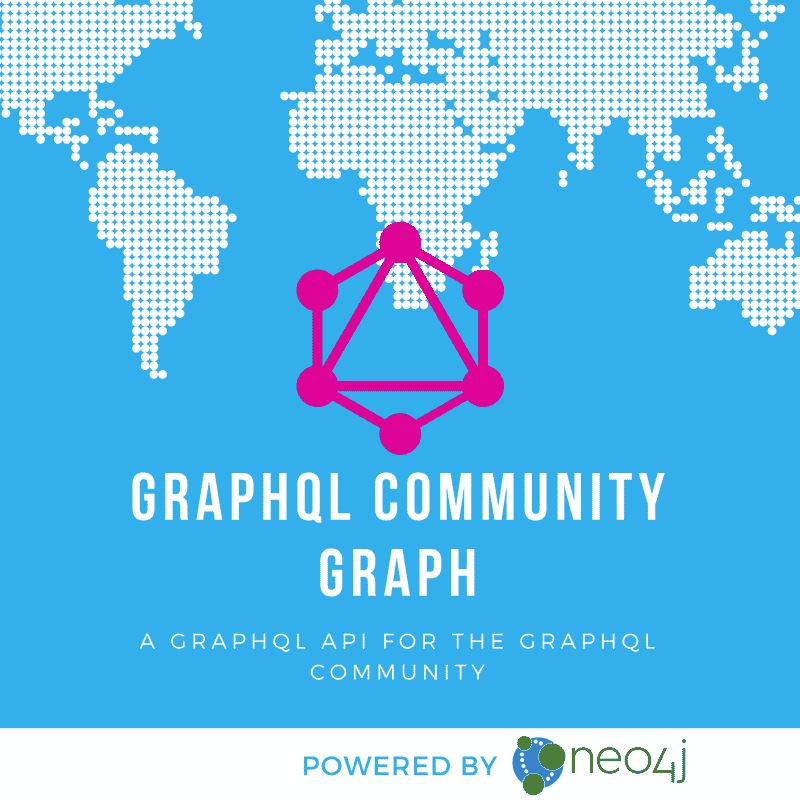 GRAPHQL COMMUNITY
GRAPH
A GRAPHQL API FOR THE GRAPHQL
COMMUNITY
POWERED BY neo4j